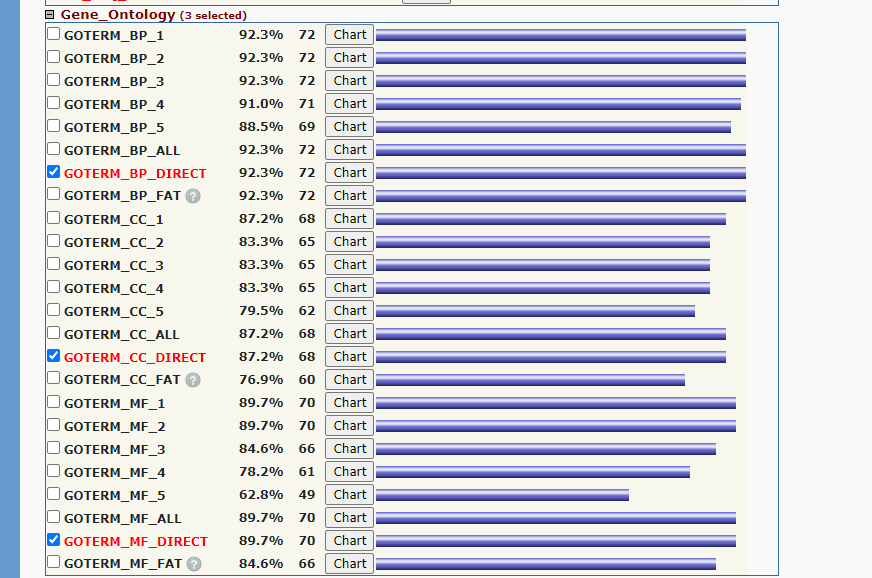 Gene_Ontology (3 selected)
GOTERM_BP_1 92.3% 72 Chart
GOTERM_BP_2 92.3% 72 Chart
GOTERM_BP_3 92.3% 72 Chart
GOTERM_BP_4 91.0% 71 Chart
GOTERM_BP_5 88.5% 69 Chart
GOTERM_BP_ALL 92.3% 72 Chart
GOTERM_BP_DIRECT 92.3% 72 Chart
GOTERM_BP_FAT ? 92.3% 72 Chart
GOTERM_CC_1 87.2% 68 Chart
GOTERM_CC_2 83.3% 65 Chart
GOTERM_CC_3 83.3% 65 Chart
GOTERM_CC_4 83.3% 65 Chart
GOTERM_CC_5 79.5% 62 Chart
GOTERM_CC_ALL 87.2% 68 Chart
GOTERM_CC_DIRECT 87.2% 68 Chart
GOTERM_CC_FAT ? 76.9% 60 Chart
GOTERM_MF_1 89.7% 70 Chart
GOTERM_MF_2 89.7% 70 Chart
GOTERM_MF_3 84.6% 66 Chart
GOTERM_MF_4 78.2% 61 Chart
GOTERM_MF_5 62.8% 49 Chart
GOTERM_MF_ALL 89.7% 70 Chart
GOTERM_MF_DIRECT 89.7% 70 Chart
GOTERM_MF_FAT ? 84.6% 66 Chart